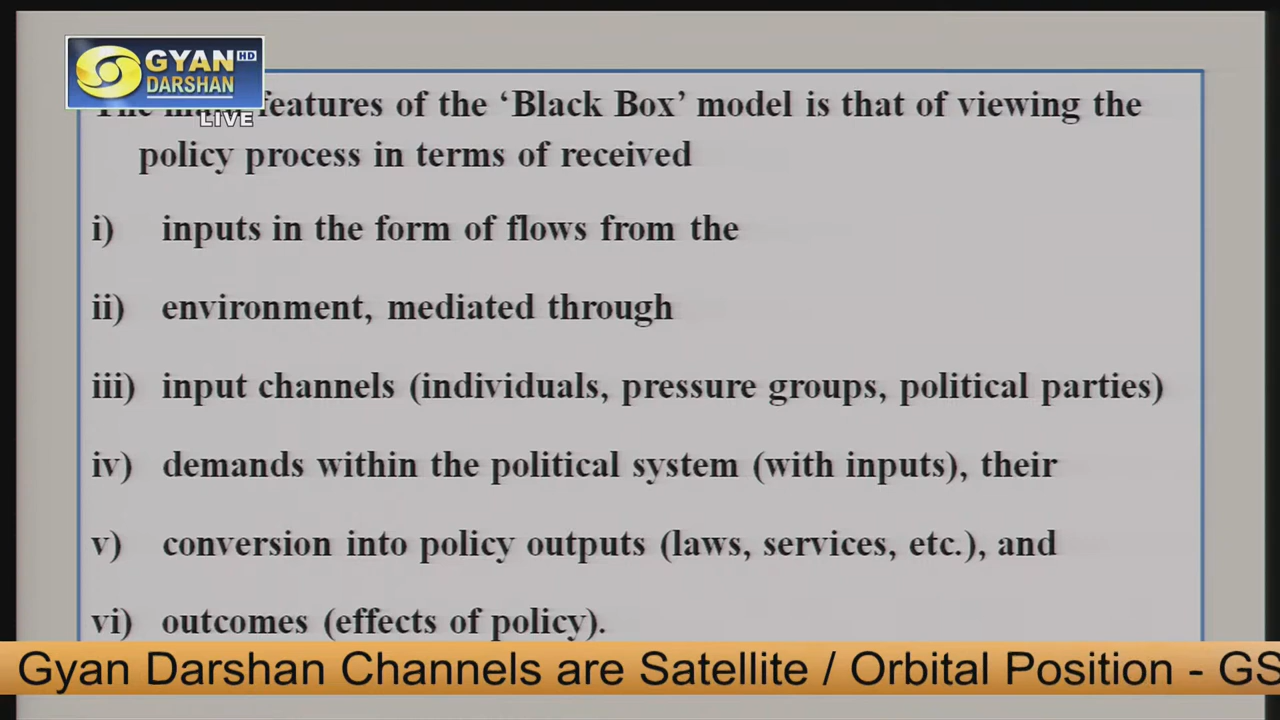 GYAN HD
DARSHAN
LIVE
The features of the ‘Black Box’ model is that of viewing the
policy process in terms of received
i) inputs in the form of flows from the
ii) environment, mediated through
iii) input channels (individuals, pressure groups, political parties)
iv) demands within the political system (with inputs), their
v) conversion into policy outputs (laws, services, etc.), and
vi) outcomes (effects of policy).
Gyan Darshan Channels are Satellite / Orbital Position - GS